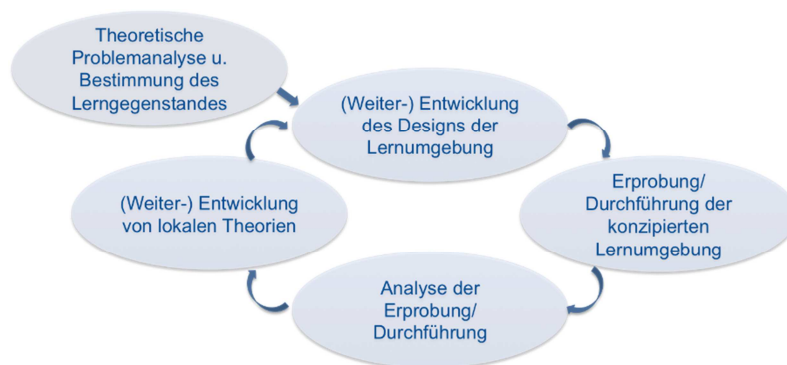 Theoretische
Problemanalyse u.
Bestimmung des
Lerngegenstandes
(Weiter-) Entwicklung
des Designs der
Lernumgebung
Erprobung/
Durchführung der
konzipierten
Lernumgebung
Analyse der
Erprobung/
Durchführung
(Weiter-) Entwicklung
von lokalen Theorien